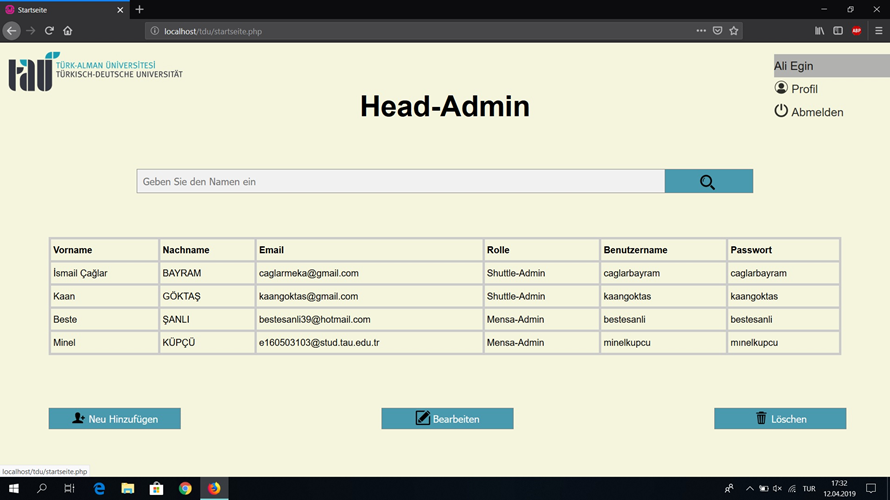 Startseite
localhost/tdu/startseite.php
ABP
tau
TÜRK-ALMAN ÜNİVERSİTESİ
TÜRKISCH-DEUTSCHE UNIVERSITÄT
Ali Egin
Profil
Abmelden
Head-Admin
Geben Sie den Namen ein
Vorname Nachname Email Rolle Benutzername Passwort
İsmail Çağlar BAYRAM caglarmeka@gmail.com Shuttle-Admin caglarbayram caglarbayram
Kaan GÖKTAŞ kaangoktas@gmail.com Shuttle-Admin kaangoktas kaangoktas
Beste ŞANLI bestesanli39@hotmail.com Mensa-Admin bestesanli bestesanli
Minel KÜPÇÜ e160503103@stud.tau.edu.tr Mensa-Admin minelkupcu mınelkupcu
Neu Hinzufügen Bearbeiten Löschen
localhost/tdu/startseite.php
TUR 17:32
12.04.2019